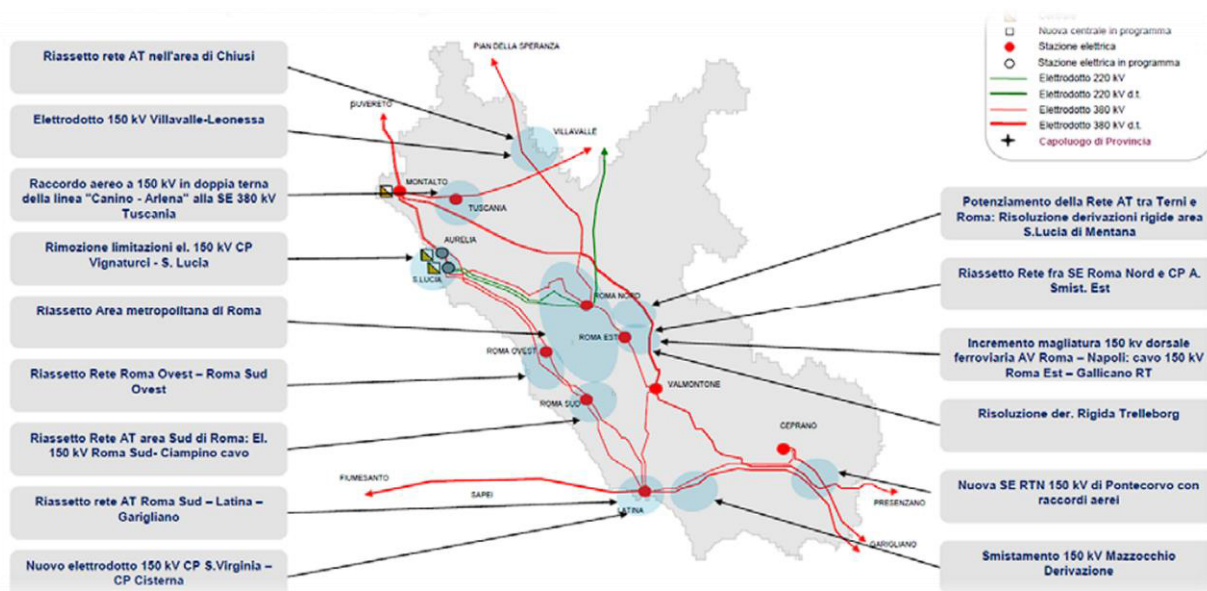 Riassetto rete AT nell'area di Chiusi
Elettrodotto 150 kV Villavalle-Leonessa
Raccordo aereo a 150 kV in doppia terna
della linea "Canino - Arlena" alla SE 380 kV
Tuscania
Rimozione limitazioni el. 150 kV CP
Vignaturci - S. Lucia
Riassetto Area metropolitana di Roma
Riassetto Rete Roma Ovest – Roma Sud
Ovest
Riassetto Rete AT area Sud di Roma: El.
150 kV Roma Sud- Ciampino cavo
Riassetto rete AT Roma Sud – Latina –
Garigliano
Nuovo elettrodotto 150 kV CP S.Virginia –
CP Cisterna
PIAN DELLA SPERANZA
SUVERETO
VILLAVALLE
MONTALTO
TUSCANIA
AURELIA
S.LUCIA
ROMA NORD
ROMA EST
ROMA OVEST
VALMONTONE
ROMA SUD
CEPRANO
FIUMESANTO
SAPEI
LATINA
PRESENZANO
GARIGLIANO
Nuova centrale in programma
Stazione elettrica
Stazione elettrica in programma
Elettrodotto 220 kV
Elettrodotto 220 kV d.t.
Elettrodotto 380 kV
Elettrodotto 380 kV d.t.
Capoluogo di Provincia
Potenziamento della Rete AT tra Terni e
Roma: Risoluzione derivazioni rigide area
S.Lucia di Mentana
Riassetto Rete fra SE Roma Nord e CP A.
Smist. Est
Incremento magliatura 150 kv dorsale
ferroviaria AV Roma – Napoli: cavo 150 kV
Roma Est – Gallicano RT
Risoluzione der. Rigida Trelleborg
Nuova SE RTN 150 kV di Pontecorvo con
raccordi aerei
Smistamento 150 kV Mazzocchio
Derivazione